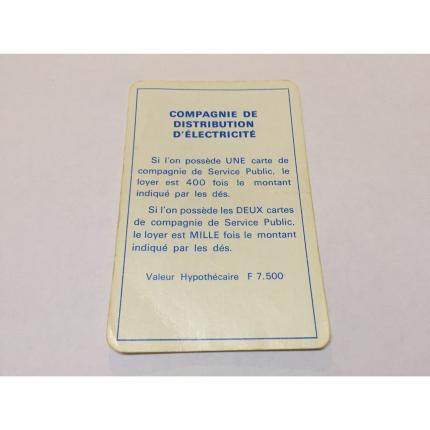 COMPAGNIE DE
DISTRIBUTION
D'ÉLECTRICITÉ
Si l'on possède UNE carte de
compagnie de Service Public, le
loyer est 400 fois le montant
indiqué par les dés.
Si l'on possède les DEUX cartes
de compagnie de Service Public,
le loyer est MILLE fois le montant
indiqué par les dés.
Valeur Hypothécaire F 7.500